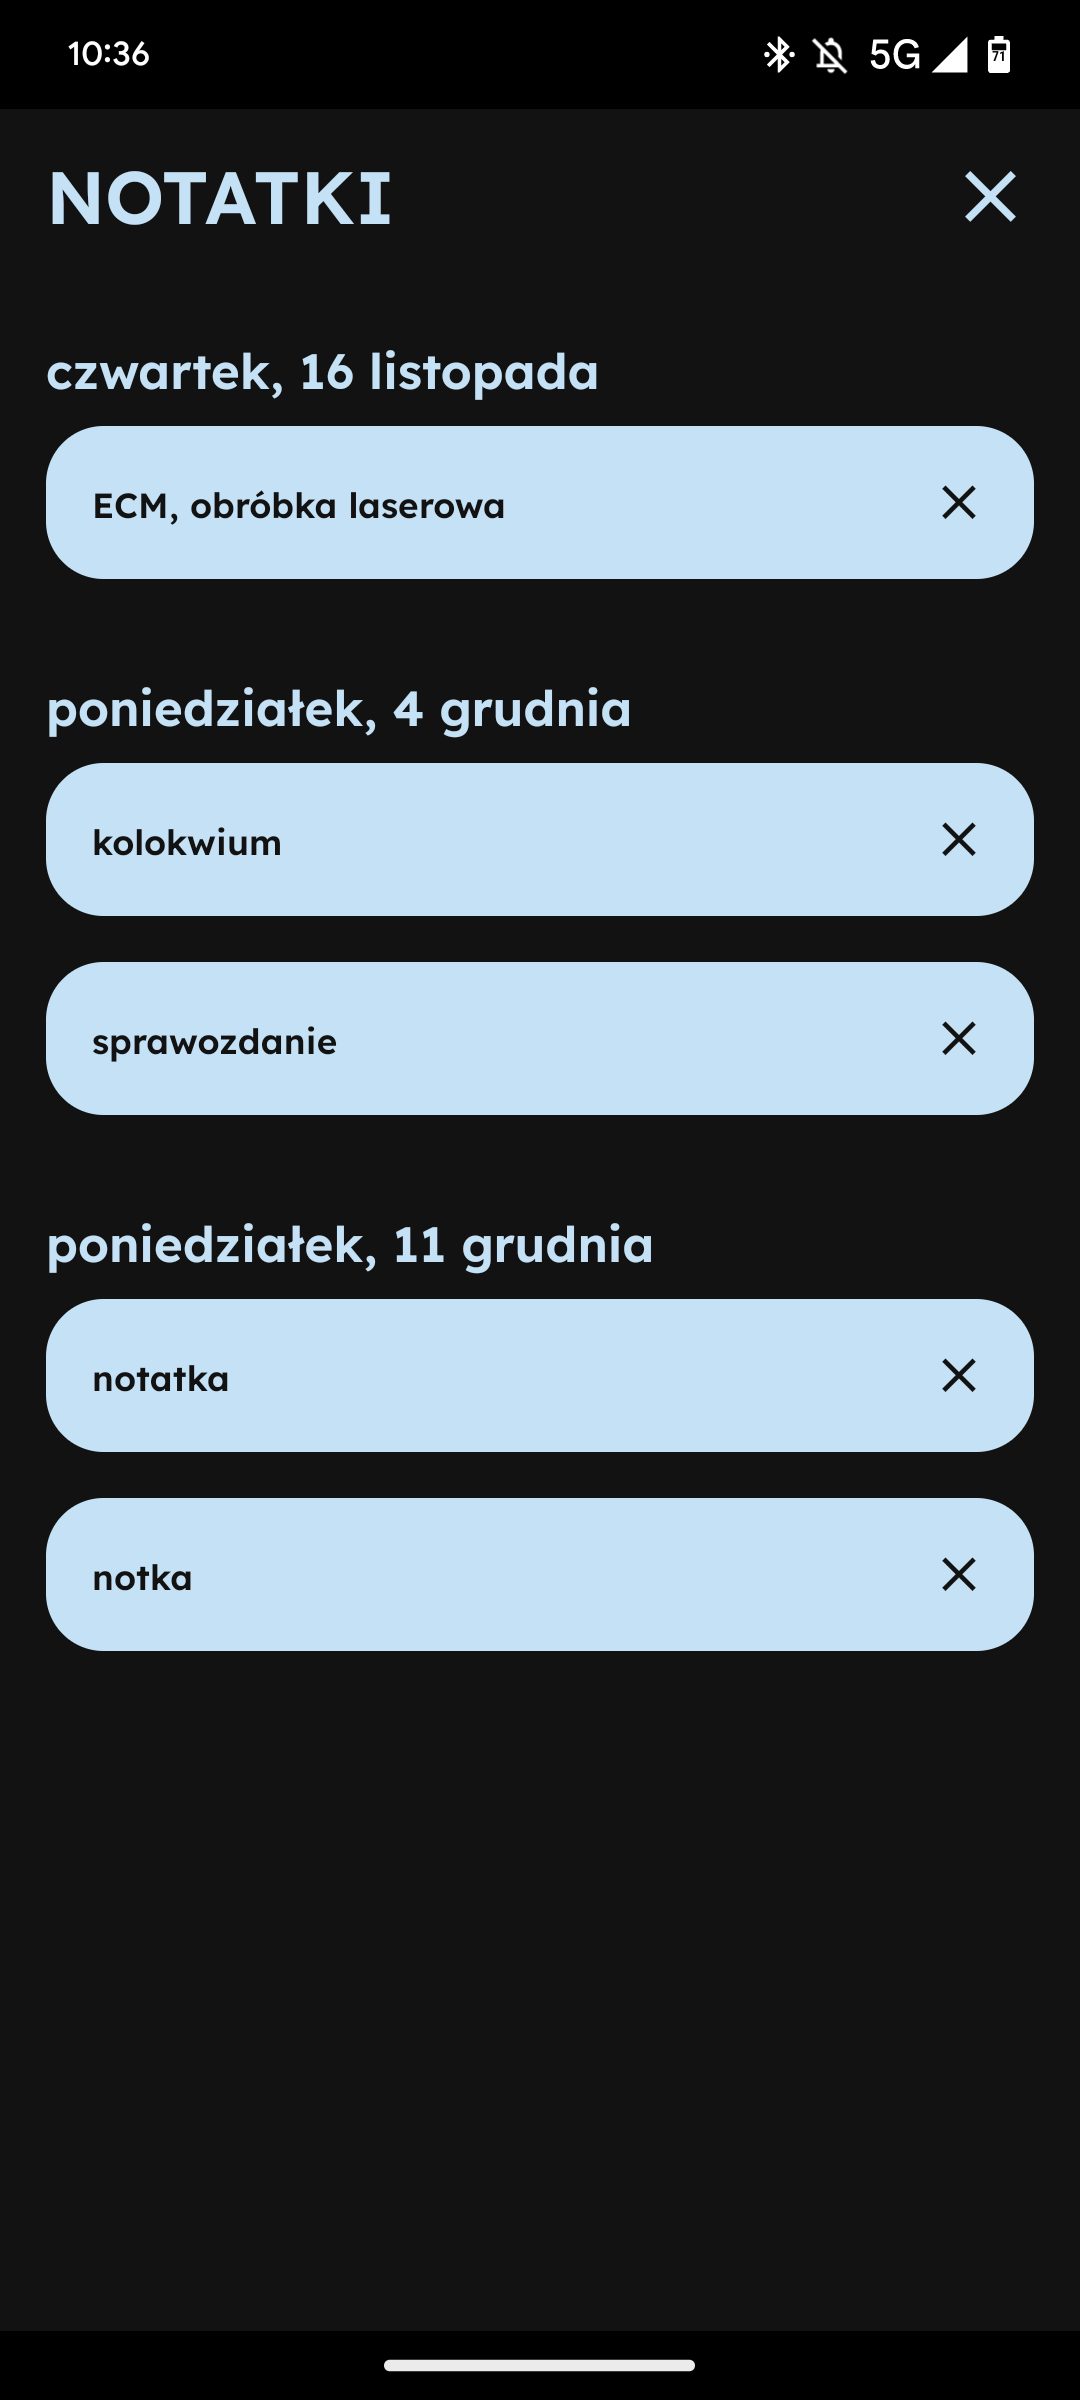 10:36
5G
71
NOTATKI
czwartek, 16 listopada
ECM, obróbka laserowa
poniedziałek, 4 grudnia
kolokwium
sprawozdanie
poniedziałek, 11 grudnia
notatka
notka